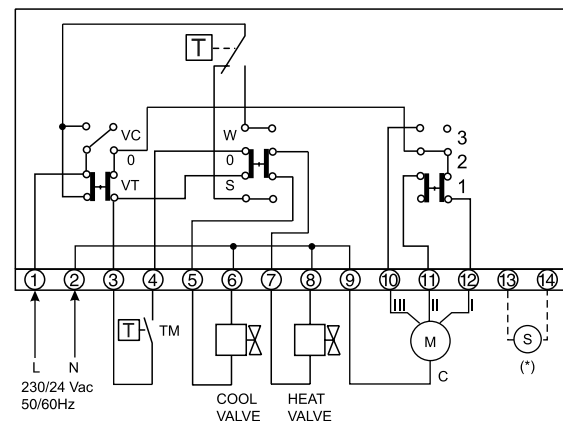 T
VC
0
VT
W
0
S
3
2
1
1 2 3 4 5 6 7 8 9 10 11 12 13 14
III II I
T TM
M
S
(*)
C
L N
230/24 Vac
50/60Hz
COOL
VALVE
HEAT
VALVE